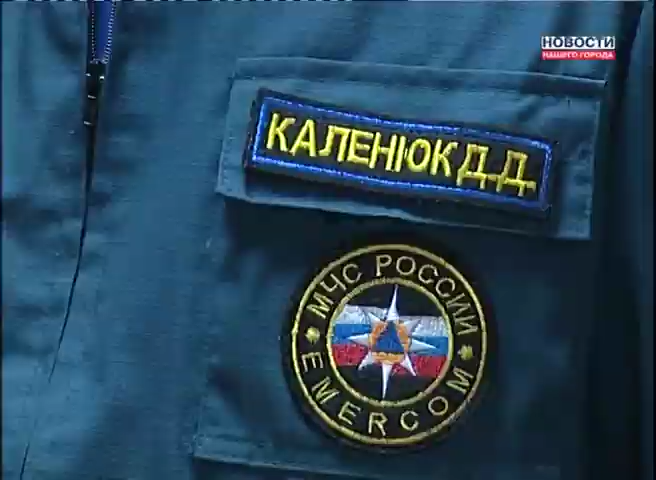 НОВОСТИ
НАШЕГО ГОРОДА
КАЛЕНЮК Д.Д.
МЧС РОССИИ
EMERCOM